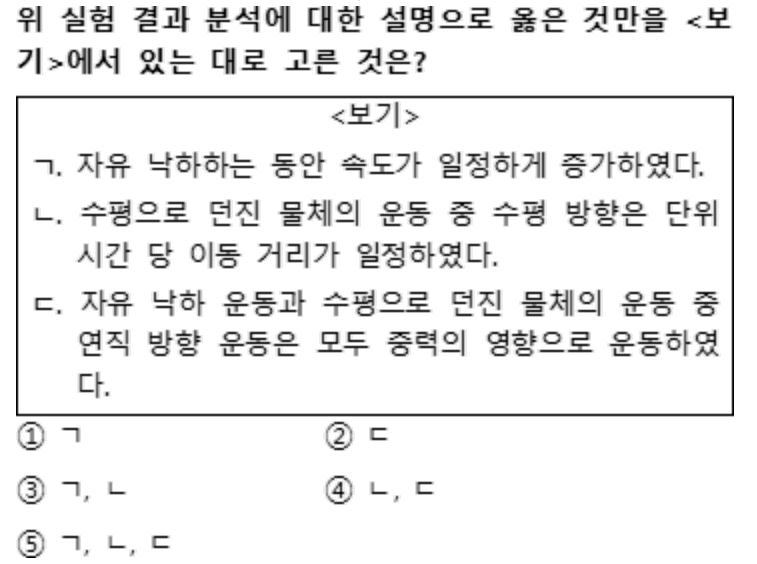 위 실험 결과 분석에 대한 설명으로 옳은 것만을 <보
기>에서 있는 대로 고른 것은?
<보기>
ㄱ. 자유 낙하하는 동안 속도가 일정하게 증가하였다.
ㄴ. 수평으로 던진 물체의 운동 중 수평 방향은 단위
시간 당 이동 거리가 일정하였다.
ㄷ. 자유 낙하 운동과 수평으로 던진 물체의 운동 중
연직 방향 운동은 모두 중력의 영향으로 운동하였
다.
① ㄱ ② ㄷ
③ ㄱ, ㄴ ④ ㄴ, ㄷ
⑤ ㄱ, ㄴ, ㄷ